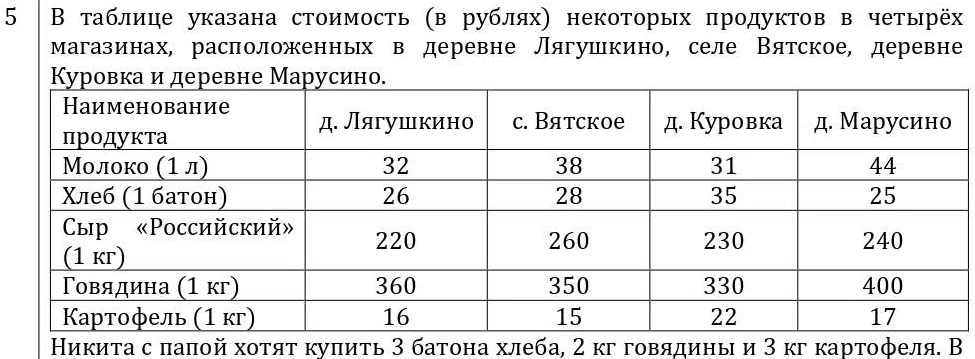 5 В таблице указана стоимость (в рублях) некоторых продуктов в четырёх
магазинах, расположенных в деревне Лягушкино, селе Вятское, деревне
Куровка и деревне Марусино.
Наименование
продукта д. Лягушкино с. Вятское д. Куровка д. Марусино
Молоко (1 л) 32 38 31 44
Хлеб (1 батон) 26 28 35 25
Сыр «Российский»
(1 кг) 220 260 230 240
Говядина (1 кг) 360 350 330 400
Картофель (1 кг) 16 15 22 17
Никита с папой хотят купить 3 батона хлеба, 2 кг говядины и 3 кг картофеля. В